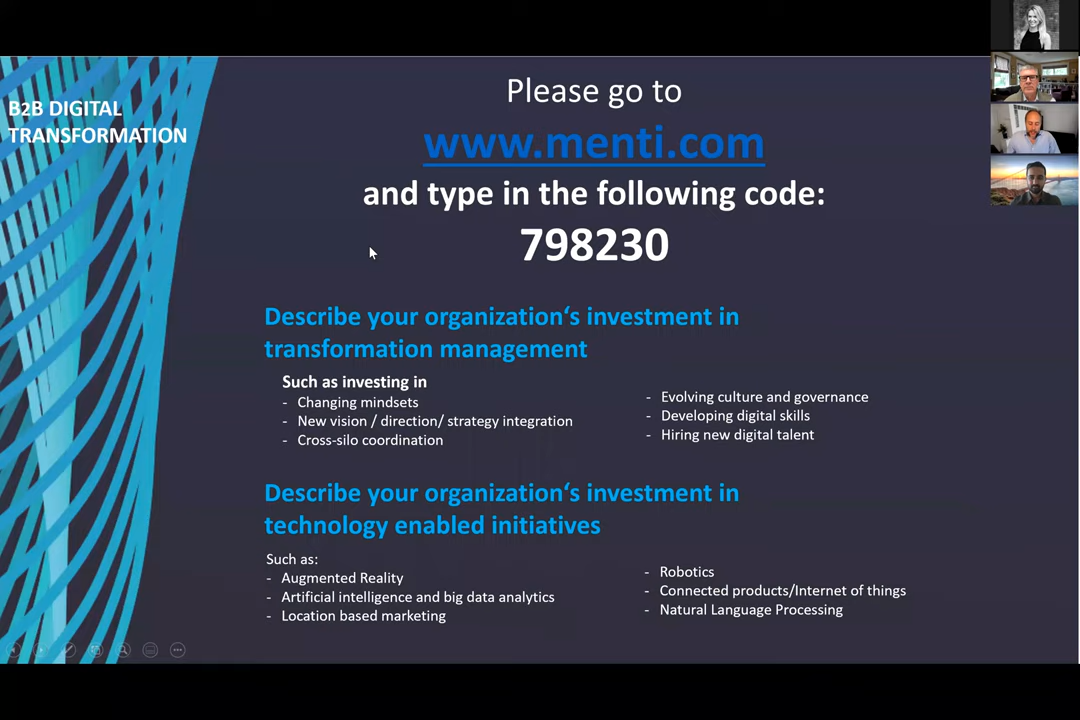 B2B DIGITAL
TRANSFORMATION
Please go to
www.menti.com
and type in the following code:
798230
Describe your organization‘s investment in
transformation management
Such as investing in
- Changing mindsets
- New vision / direction/ strategy integration
- Cross-silo coordination
- Evolving culture and governance
- Developing digital skills
- Hiring new digital talent
Describe your organization‘s investment in
technology enabled initiatives
Such as:
- Augmented Reality
- Artificial intelligence and big data analytics
- Location based marketing
- Robotics
- Connected products/Internet of things
- Natural Language Processing